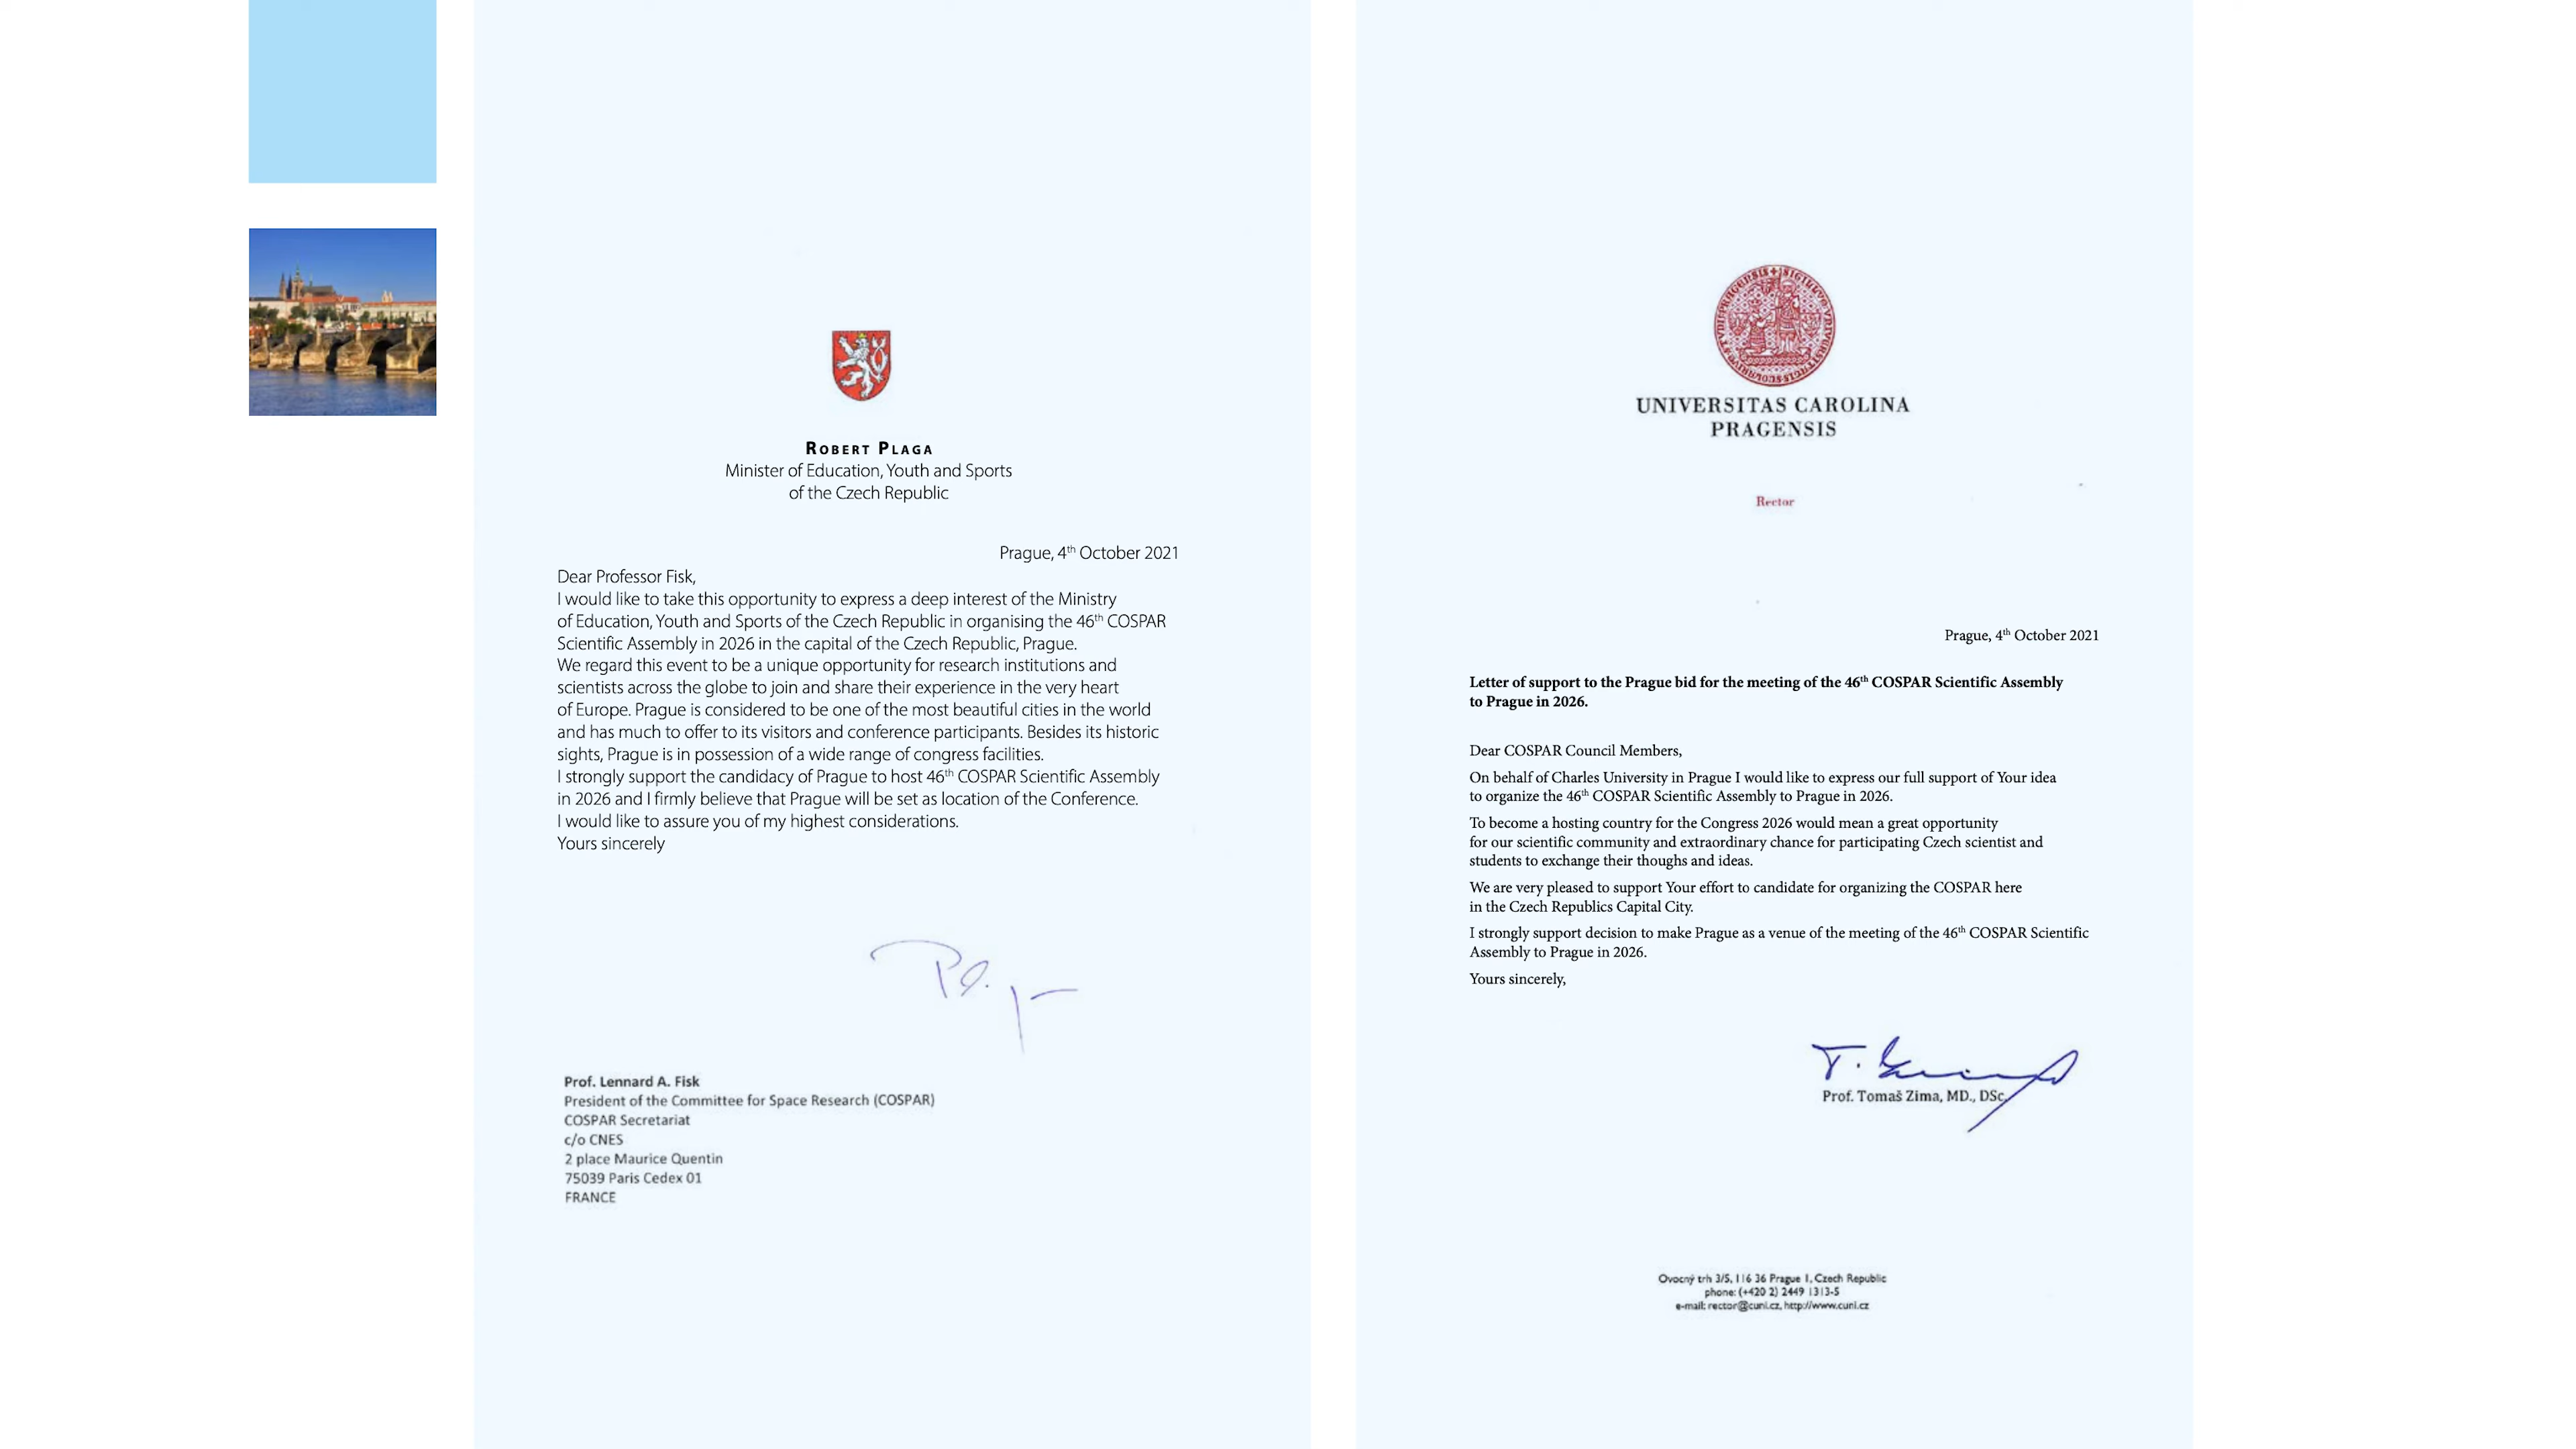 ROBERT PLAGA
Minister of Education, Youth and Sports
of the Czech Republic
Prague, 4th October 2021
Dear Professor Fisk,
I would like to take this opportunity to express a deep interest of the Ministry
of Education, Youth and Sports of the Czech Republic in organising the 46th COSPAR
Scientific Assembly in 2026 in the capital of the Czech Republic, Prague.
We regard this event to be a unique opportunity for research institutions and
scientists across the globe to join and share their experience in the very heart
of Europe. Prague is considered to be one of the most beautiful cities in the world
and has much to offer to its visitors and conference participants. Besides its historic
sights, Prague is in possession of a wide range of congress facilities.
I strongly support the candidacy of Prague to host 46th COSPAR Scientific Assembly
in 2026 and I firmly believe that Prague will be set as location of the Conference.
I would like to assure you of my highest considerations.
Yours sincerely
Prof. Lennard A. Fisk
President of the Committee for Space Research (COSPAR)
COSPAR Secretariat
c/o CNES
2 place Maurice Quentin
75039 Paris Cedex 01
FRANCE
UNIVERSITAS CAROLINA
PRAGENSIS
Rector
Prague, 4th October 2021
Letter of support to the Prague bid for the meeting of the 46th COSPAR Scientific Assembly
to Prague in 2026.
Dear COSPAR Council Members,
On behalf of Charles University in Prague I would like to express our full support of Your idea
to organize the 46th COSPAR Scientific Assembly to Prague in 2026.
To become a hosting country for the Congress 2026 would mean a great opportunity
for our scientific community and extraordinary chance for participating Czech scientist and
students to exchange their thoughs and ideas.
We are very pleased to support Your effort to candidate for organizing the COSPAR here
in the Czech Republics Capital City.
I strongly support decision to make Prague as a venue of the meeting of the 46th COSPAR Scientific
Assembly to Prague in 2026.
Yours sincerely,
Prof. Tomaš Zima, MD., DSc.
Ovocný trh 3/5, 116 36 Prague 1, Czech Republic
phone: (+420 2) 2449 1313-5
e-mail: rector@cuni.cz, http://www.cuni.cz